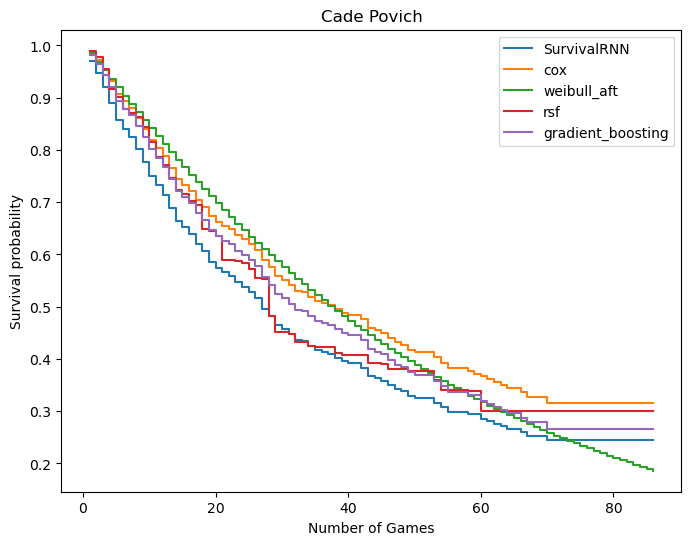 Cade Povich
SurvivalRNN
cox
weibull_aft
rsf
gradient_boosting
1.0
0.9
0.8
0.7
0.6
0.5
0.4
0.3
0.2
Survival probability
0
20
40
60
80
Number of Games